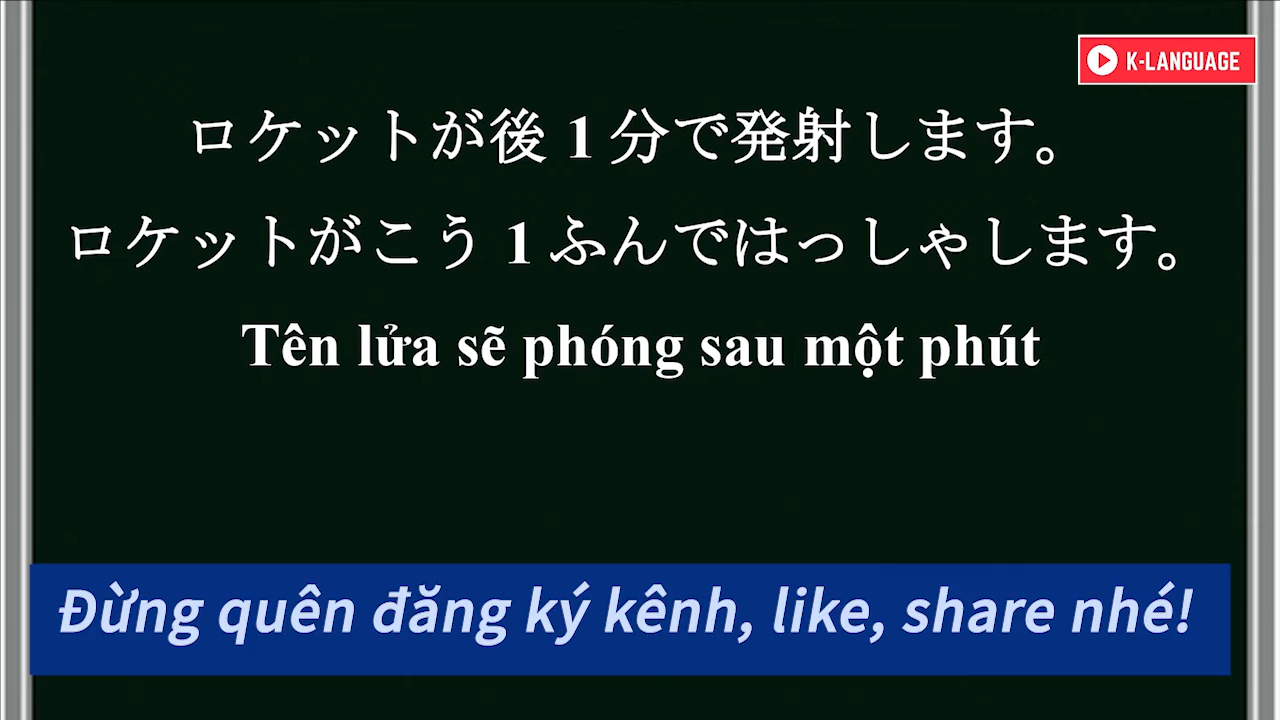 K-LANGUAGE
ロケットが後 1 分で発射します。
ロケットがこう 1 ふんではっしゃします。
Tên lửa sẽ phóng sau một phút
Đừng quên đăng ký kênh, like, share nhé!